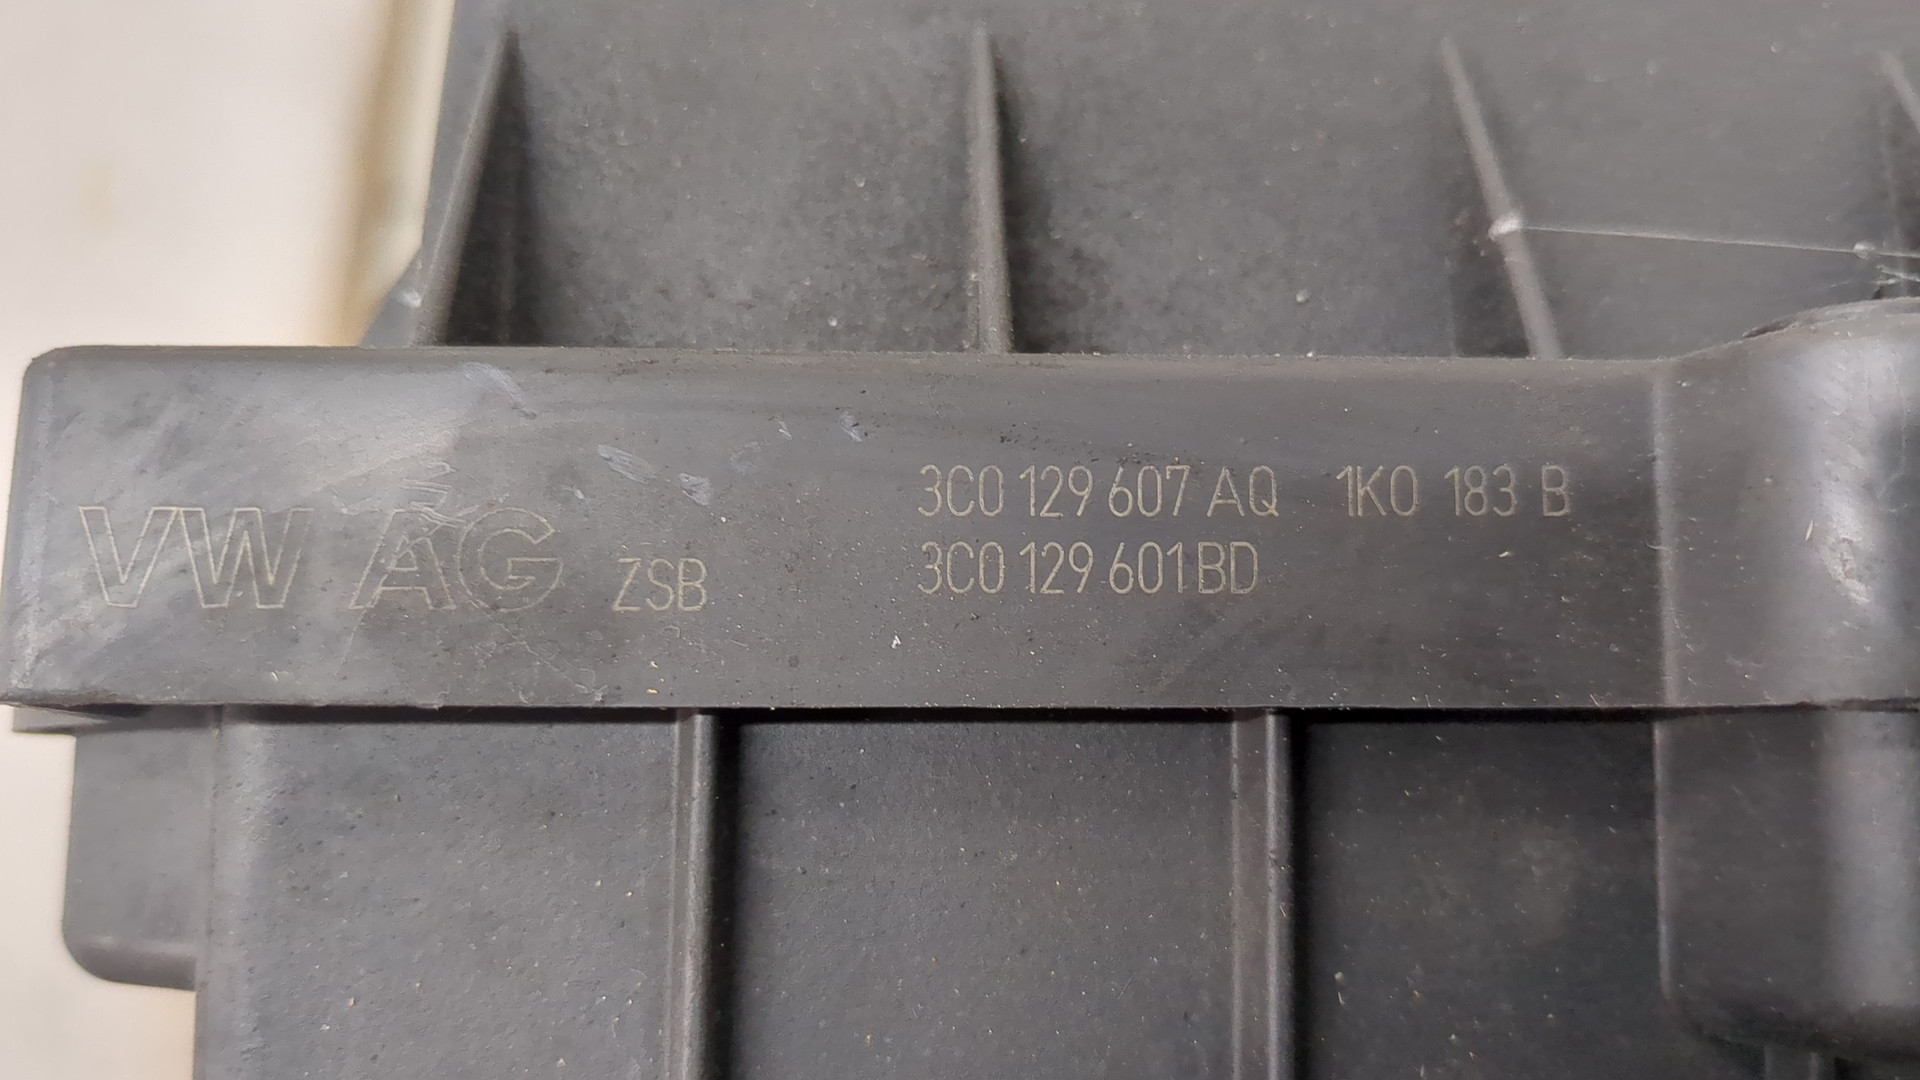 3C0 129 607 AQ 1K0 183 B
VW AG ZSB 3C0 129 601 BD